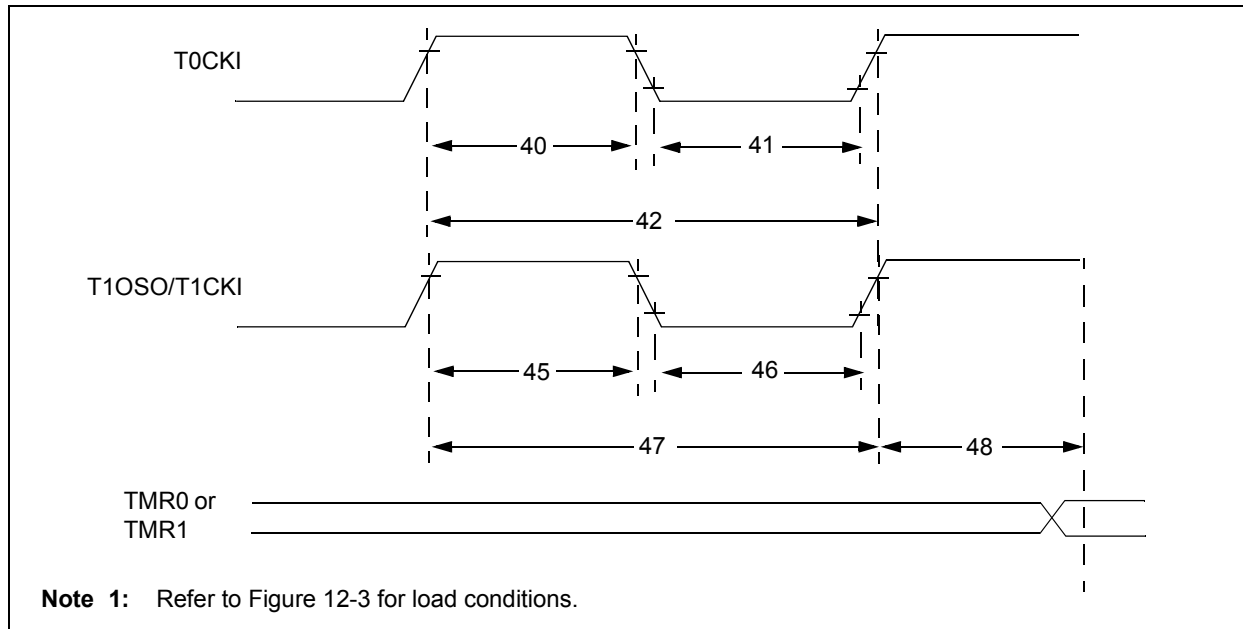 T0CKI
40
41
42
T1OSO/T1CKI
45
46
47
48
TMR0 or
TMR1
Note 1: Refer to Figure 12-3 for load conditions.